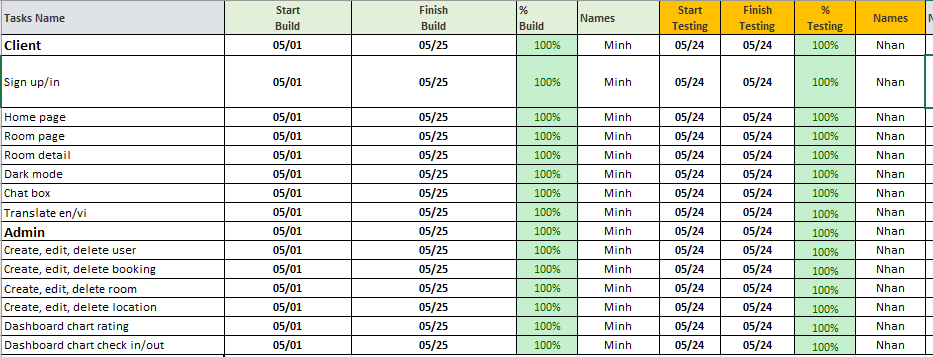 Tasks Name Start Build Finish Build % Build Names Start Testing Finish Testing % Testing Names N
Client 05/01 05/25 100% Minh 05/24 05/24 100% Nhan
Sign up/in 05/01 05/25 100% Minh 05/24 05/24 100% Nhan
Home page 05/01 05/25 100% Minh 05/24 05/24 100% Nhan
Room page 05/01 05/25 100% Minh 05/24 05/24 100% Nhan
Room detail 05/01 05/25 100% Minh 05/24 05/24 100% Nhan
Dark mode 05/01 05/25 100% Minh 05/24 05/24 100% Nhan
Chat box 05/01 05/25 100% Minh 05/24 05/24 100% Nhan
Translate en/vi 05/01 05/25 100% Minh 05/24 05/24 100% Nhan
Admin 05/01 05/25 100% Minh 05/24 05/24 100% Nhan
Create, edit, delete user 05/01 05/25 100% Minh 05/24 05/24 100% Nhan
Create, edit, delete booking 05/01 05/25 100% Minh 05/24 05/24 100% Nhan
Create, edit, delete room 05/01 05/25 100% Minh 05/24 05/24 100% Nhan
Create, edit, delete location 05/01 05/25 100% Minh 05/24 05/24 100% Nhan
Dashboard chart rating 05/01 05/25 100% Minh 05/24 05/24 100% Nhan
Dashboard chart check in/out 05/01 05/25 100% Minh 05/24 05/24 100% Nhan